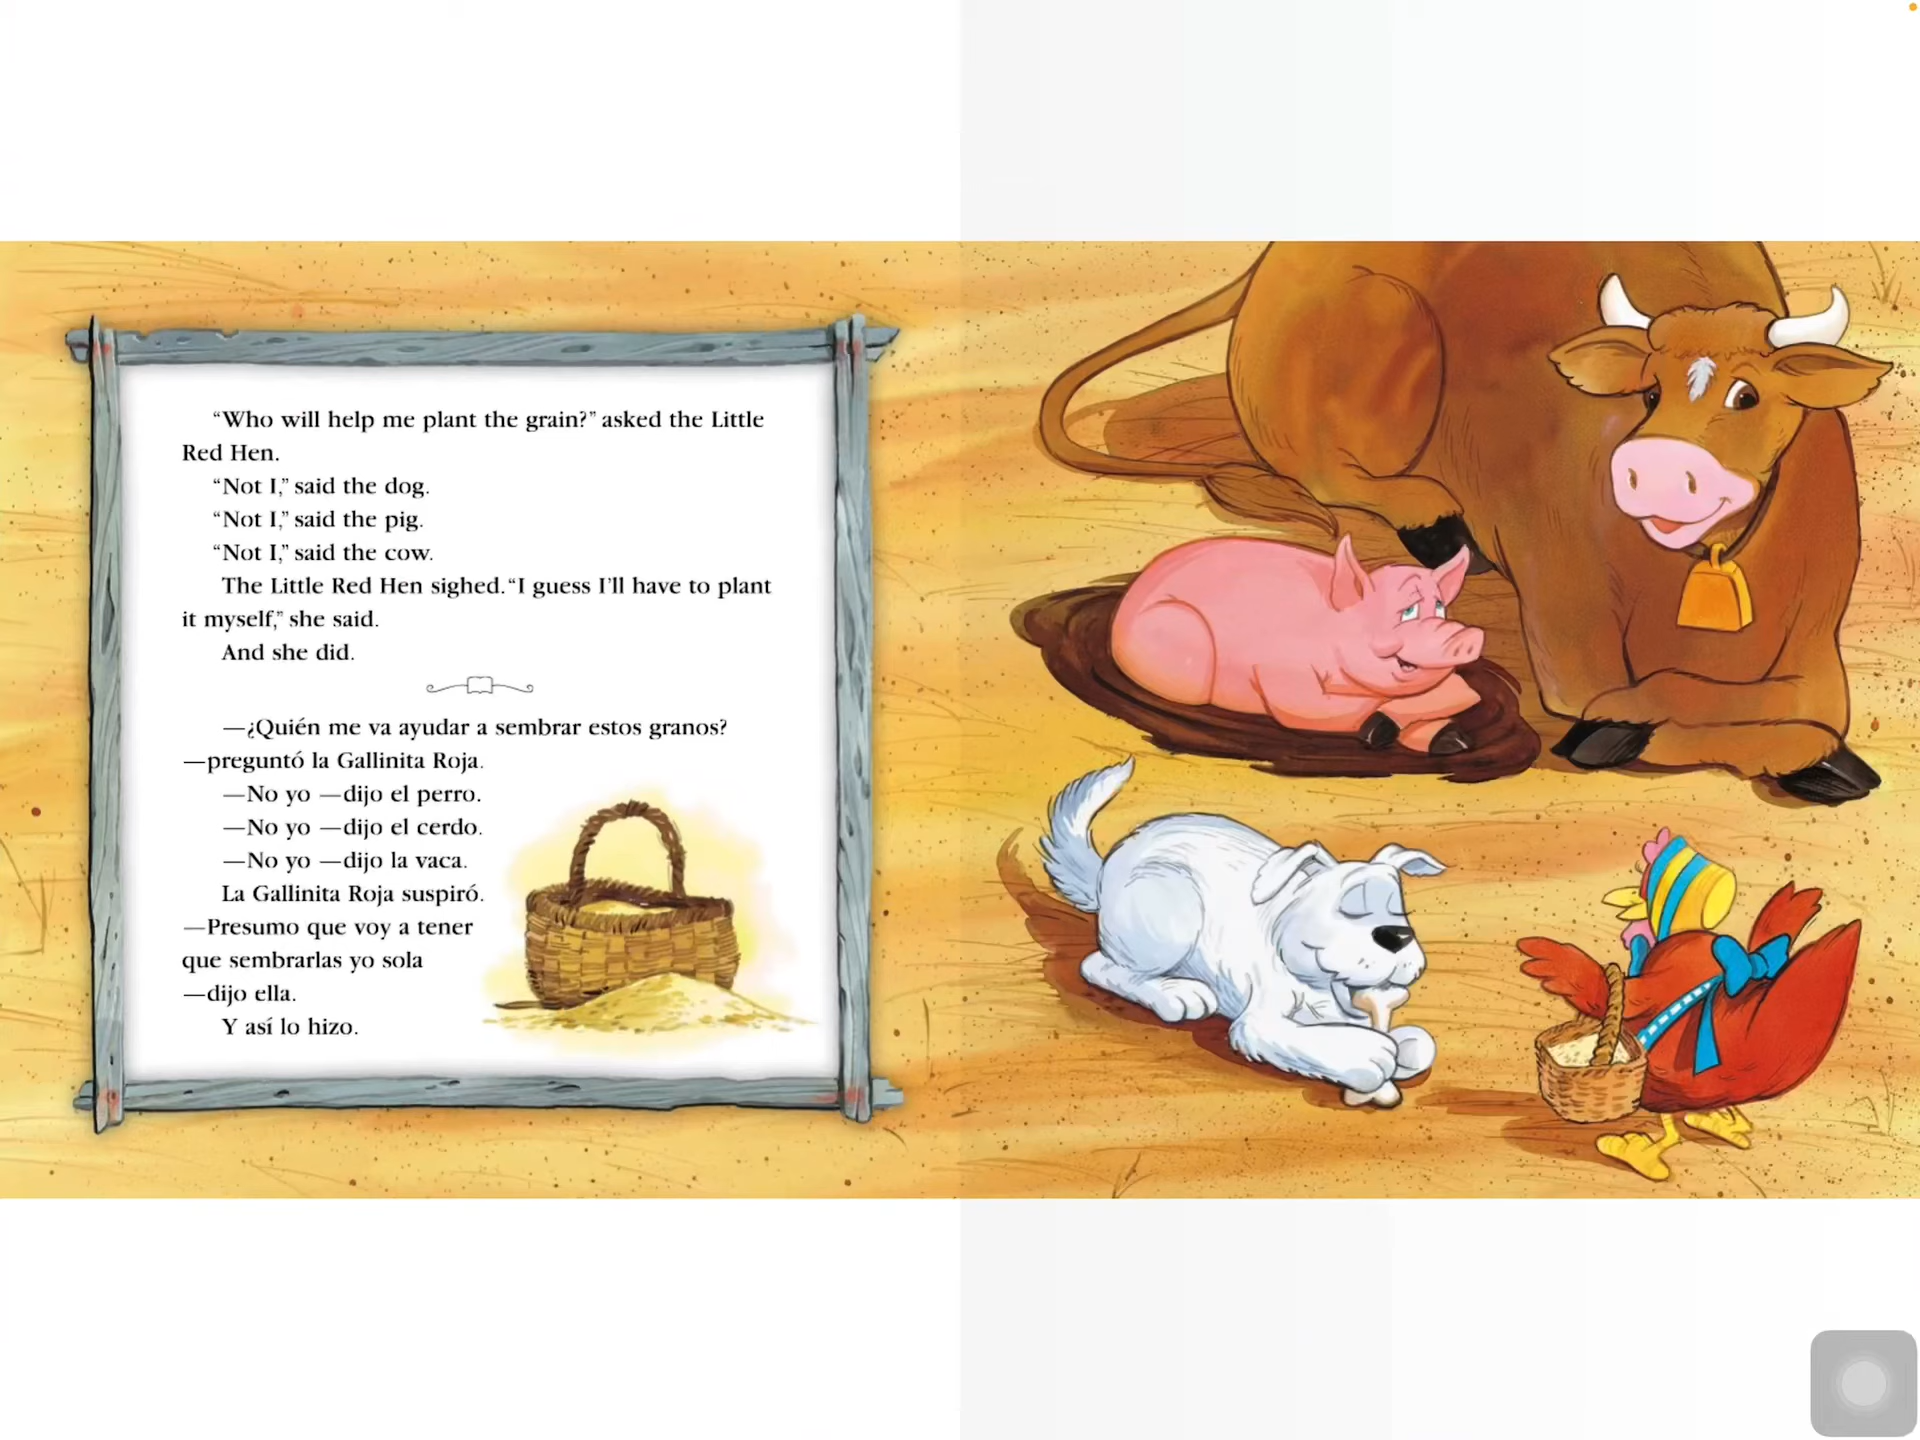 “Who will help me plant the grain?” asked the Little
Red Hen.
“Not I,” said the dog.
“Not I,” said the pig.
“Not I,” said the cow.
The Little Red Hen sighed. “I guess I’ll have to plant
it myself,” she said.
And she did.
—¿Quién me va ayudar a sembrar estos granos?
—preguntó la Gallinita Roja.
—No yo —dijo el perro.
—No yo —dijo el cerdo.
—No yo —dijo la vaca.
La Gallinita Roja suspiró.
—Presumo que voy a tener
que sembrarlas yo sola
—dijo ella.
Y así lo hizo.